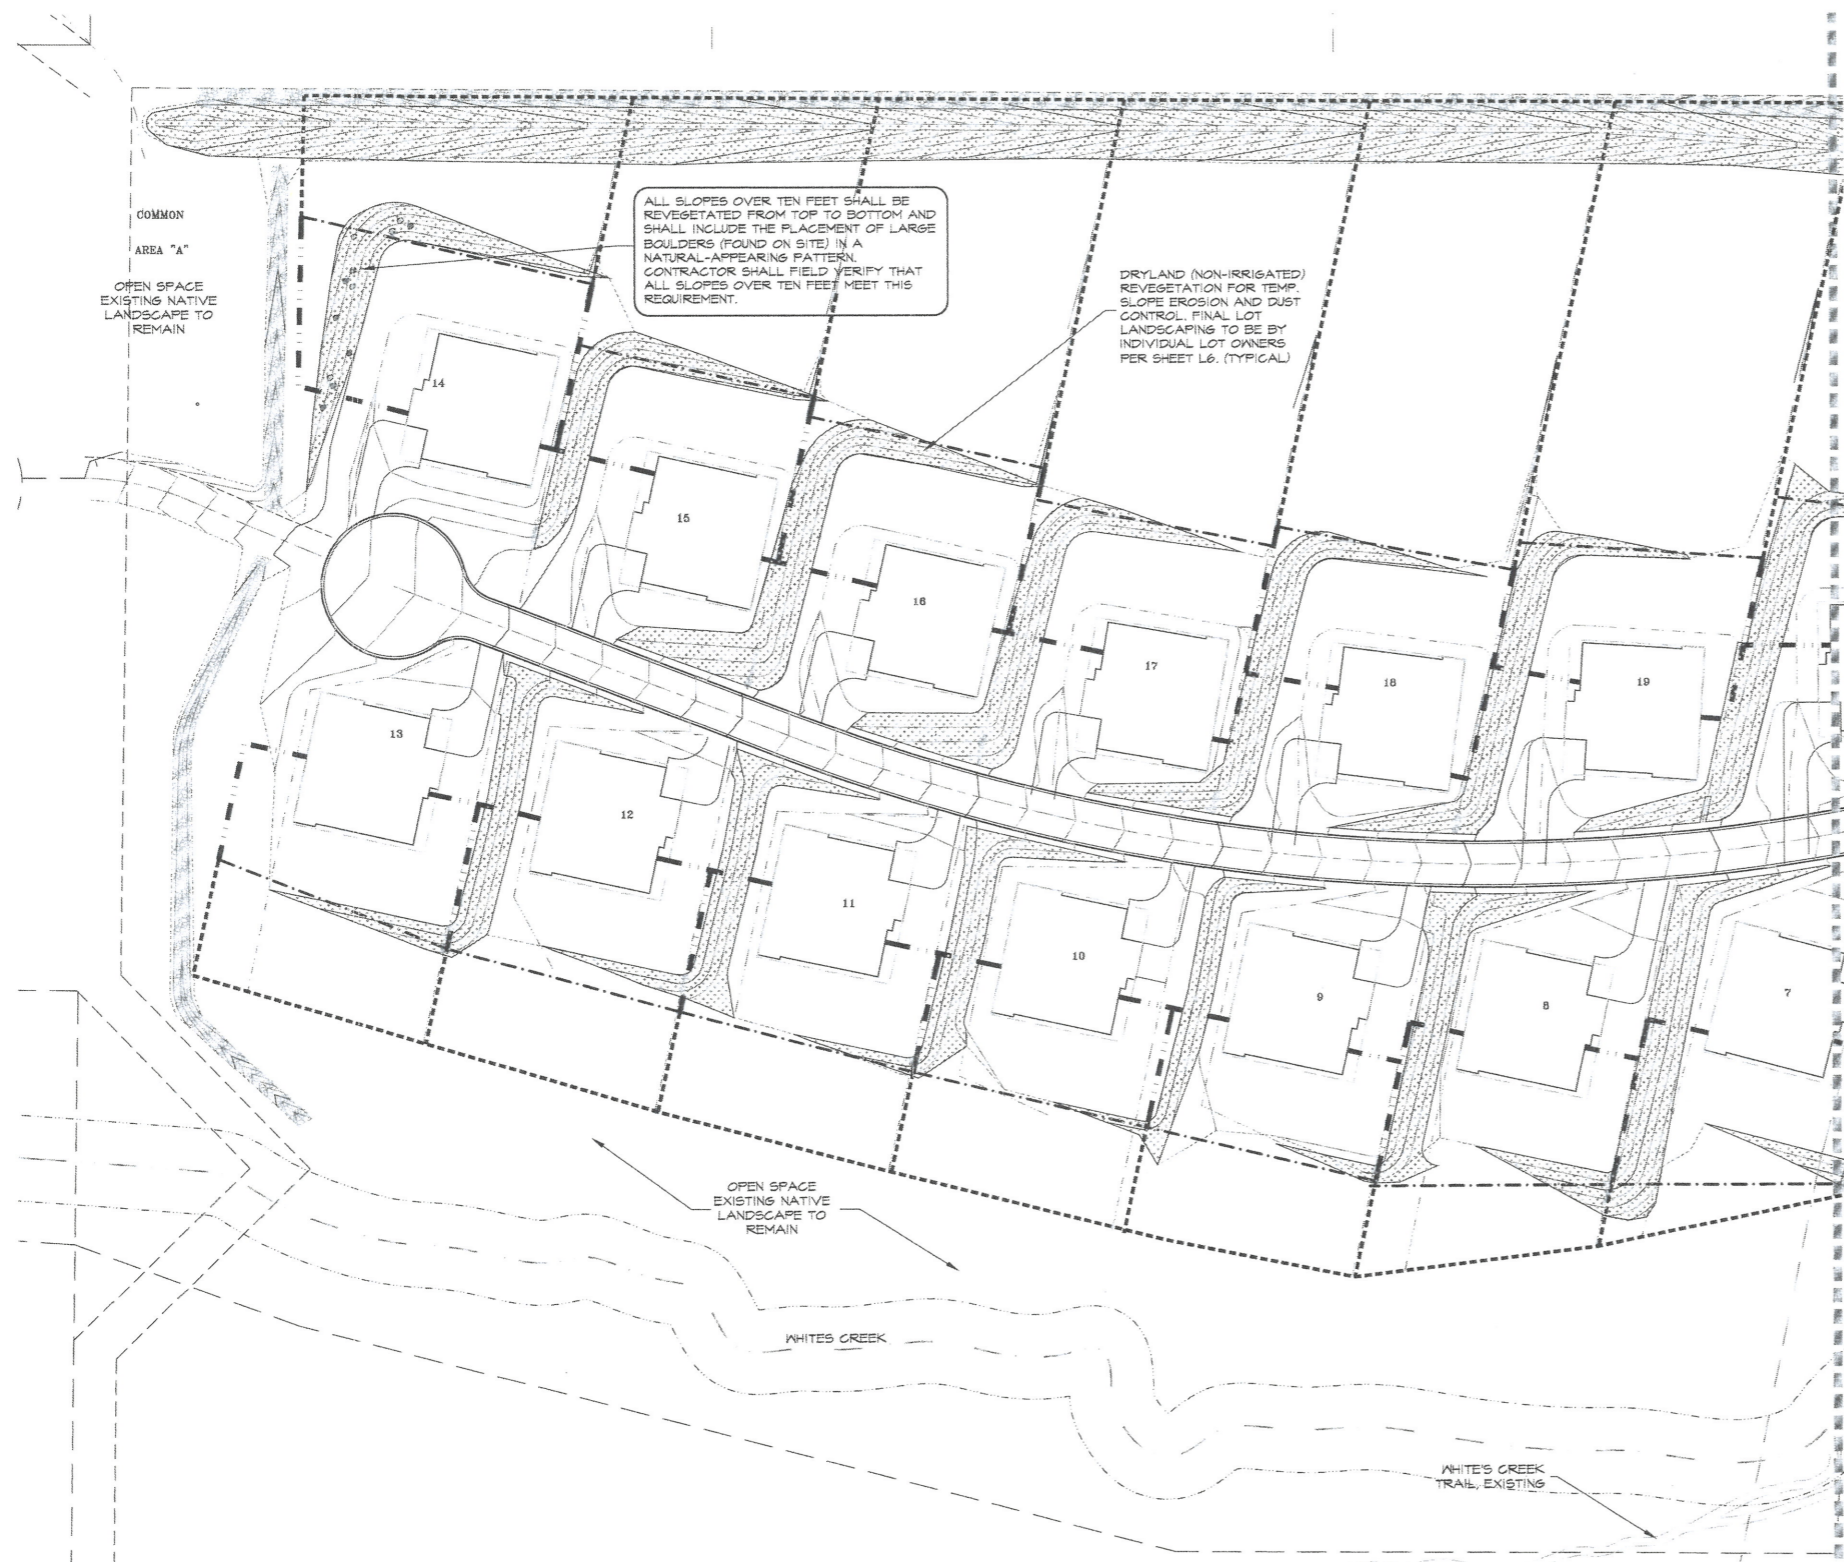 COMMON
AREA "A"
OPEN SPACE
EXISTING NATIVE
LANDSCAPE TO
REMAIN
ALL SLOPES OVER TEN FEET SHALL BE
REVEGETATED FROM TOP TO BOTTOM AND
SHALL INCLUDE THE PLACEMENT OF LARGE
BOULDERS (FOUND ON SITE) IN A
NATURAL-APPEARING PATTERN.
CONTRACTOR SHALL FIELD VERIFY THAT
ALL SLOPES OVER TEN FEET MEET THIS
REQUIREMENT.
DRYLAND (NON-IRRIGATED)
REVEGETATION FOR TEMP.
SLOPE EROSION AND DUST
CONTROL. FINAL LOT
LANDSCAPING TO BE BY
INDIVIDUAL LOT OWNERS
PER SHEET L6. (TYPICAL)
14
15
16
17
18
19
13
12
11
10
9
8
7
OPEN SPACE
EXISTING NATIVE
LANDSCAPE TO
REMAIN
WHITES CREEK
WHITE'S CREEK
TRAIL, EXISTING